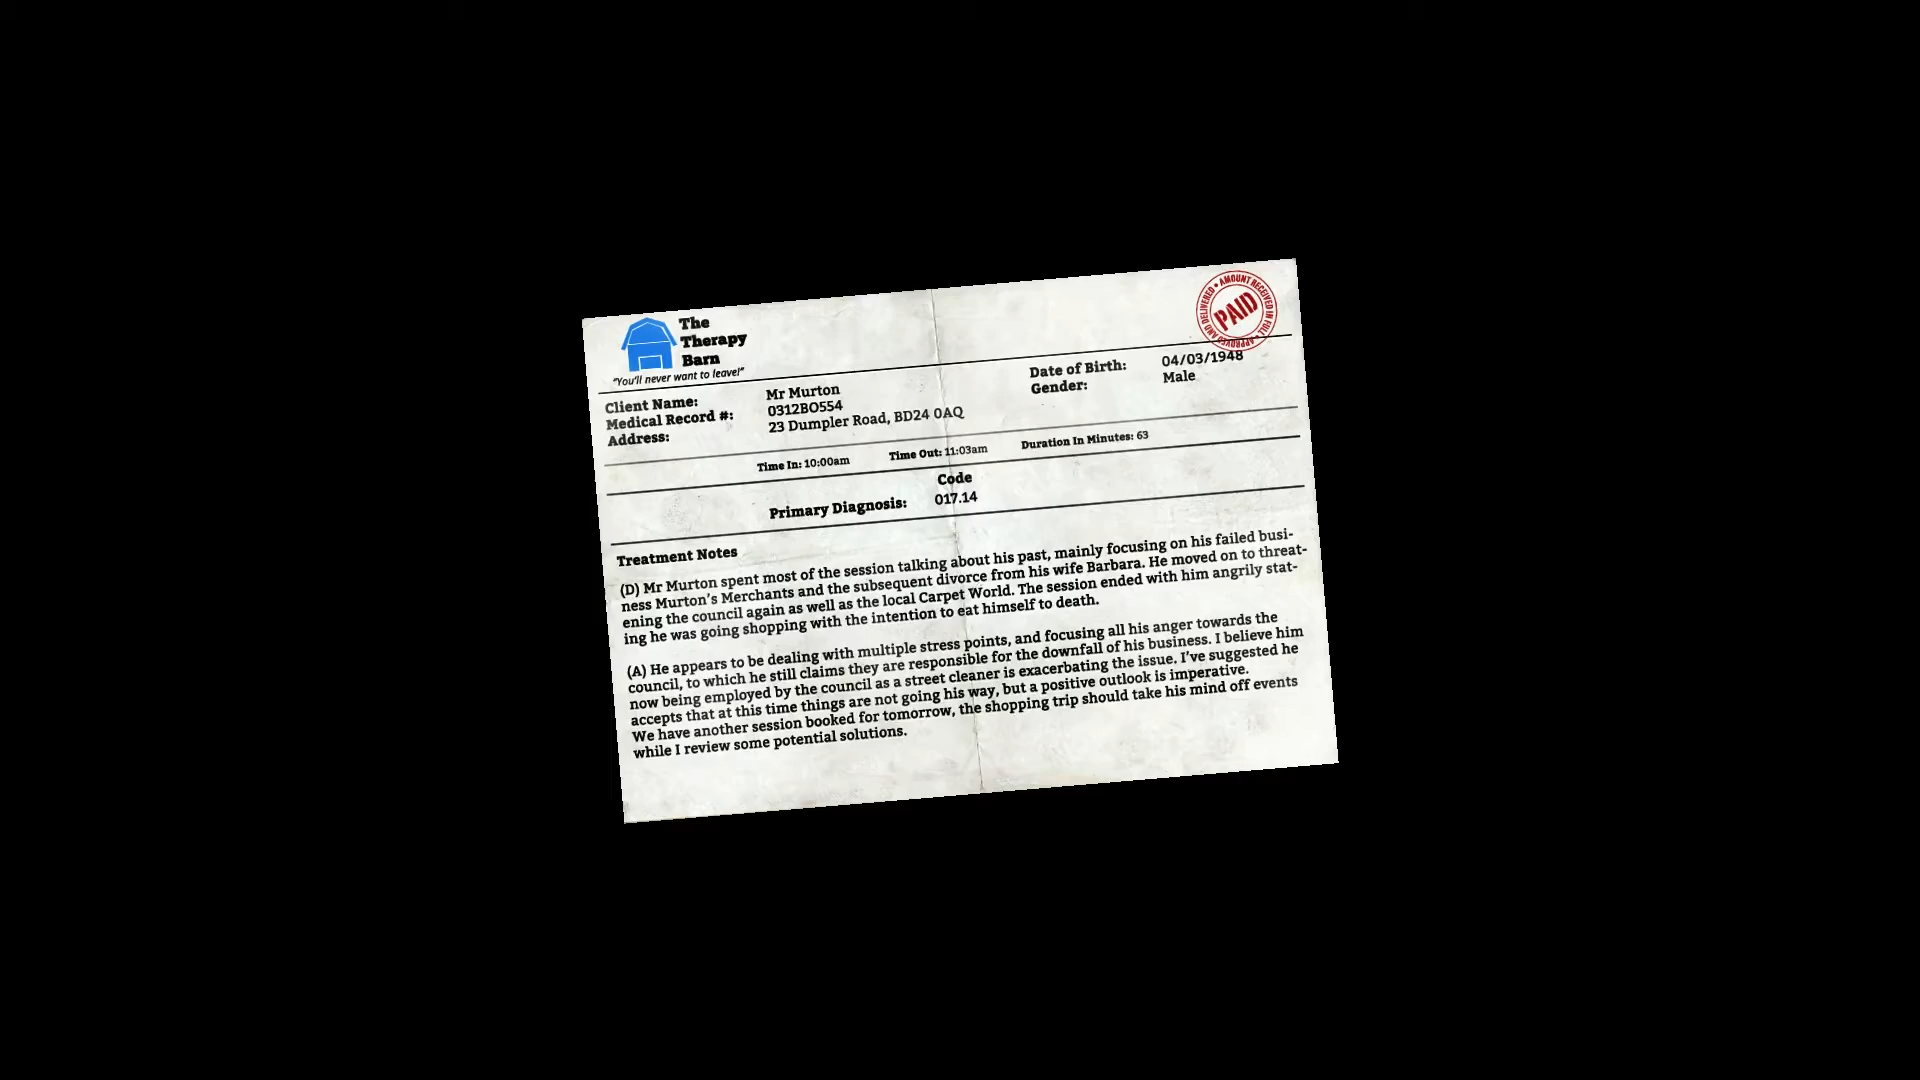 The
Therapy
Barn
"You'll never want to leave!"
AMOUNT RECEIVED IN FULL • APPROVED AND DELIVERED •
PAID
Client Name: Mr Murton
Medical Record #: 0312BO554
Address: 23 Dumpler Road, BD24 0AQ
Date of Birth: 04/03/1948
Gender: Male
Time In: 10:00am Time Out: 11:03am Duration In Minutes: 63
Code
Primary Diagnosis: 017.14
Treatment Notes
(D) Mr Murton spent most of the session talking about his past, mainly focusing on his failed busi-
ness Murton's Merchants and the subsequent divorce from his wife Barbara. He moved on to threat-
ening the council again as well as the local Carpet World. The session ended with him angrily stat-
ing he was going shopping with the intention to eat himself to death.
(A) He appears to be dealing with multiple stress points, and focusing all his anger towards the
council, to which he still claims they are responsible for the downfall of his business. I believe him
now being employed by the council as a street cleaner is exacerbating the issue. I've suggested he
accepts that at this time things are not going his way, but a positive outlook is imperative.
We have another session booked for tomorrow, the shopping trip should take his mind off events
while I review some potential solutions.